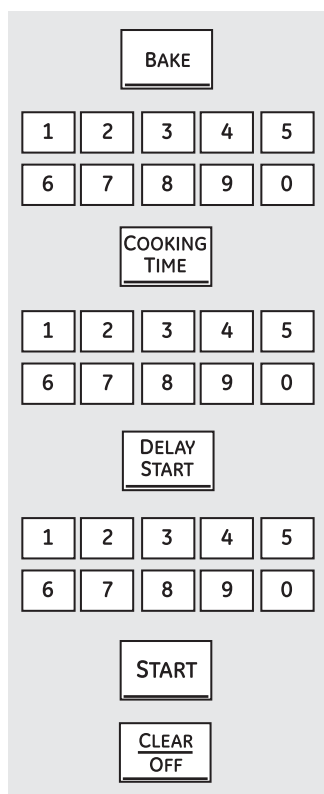 BAKE
1 2 3 4 5
6 7 8 9 0
COOKING
TIME
1 2 3 4 5
6 7 8 9 0
DELAY
START
1 2 3 4 5
6 7 8 9 0
START
CLEAR
OFF